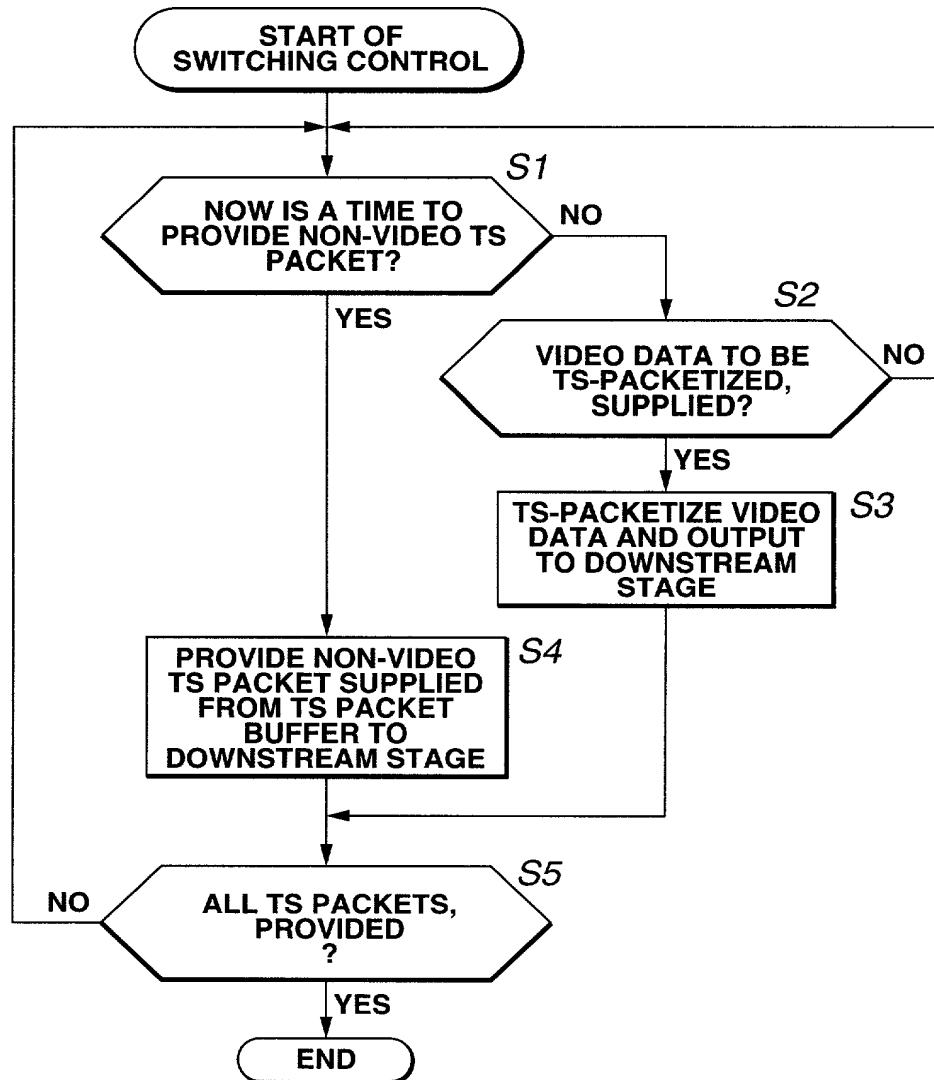 START OF
SWITCHING CONTROL
S1
NOW IS A TIME TO
PROVIDE NON-VIDEO TS
PACKET?
NO
YES
S2
VIDEO DATA TO BE
TS-PACKETIZED,
SUPPLIED?
NO
YES
S3
TS-PACKETIZE VIDEO
DATA AND OUTPUT
TO DOWNSTREAM
STAGE
S4
PROVIDE NON-VIDEO
TS PACKET SUPPLIED
FROM TS PACKET
BUFFER TO
DOWNSTREAM STAGE
S5
ALL TS PACKETS,
PROVIDED
?
NO
YES
END